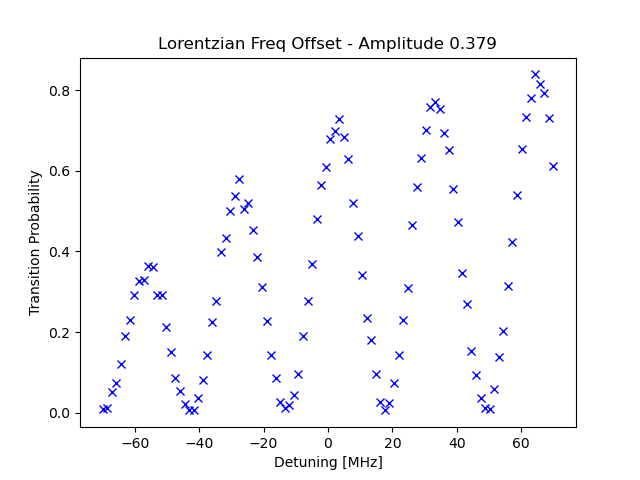 Lorentzian Freq Offset - Amplitude 0.379
Transition Probability
0.8
0.6
0.4
0.2
0.0
−60 −40 −20 0 20 40 60
Detuning [MHz]